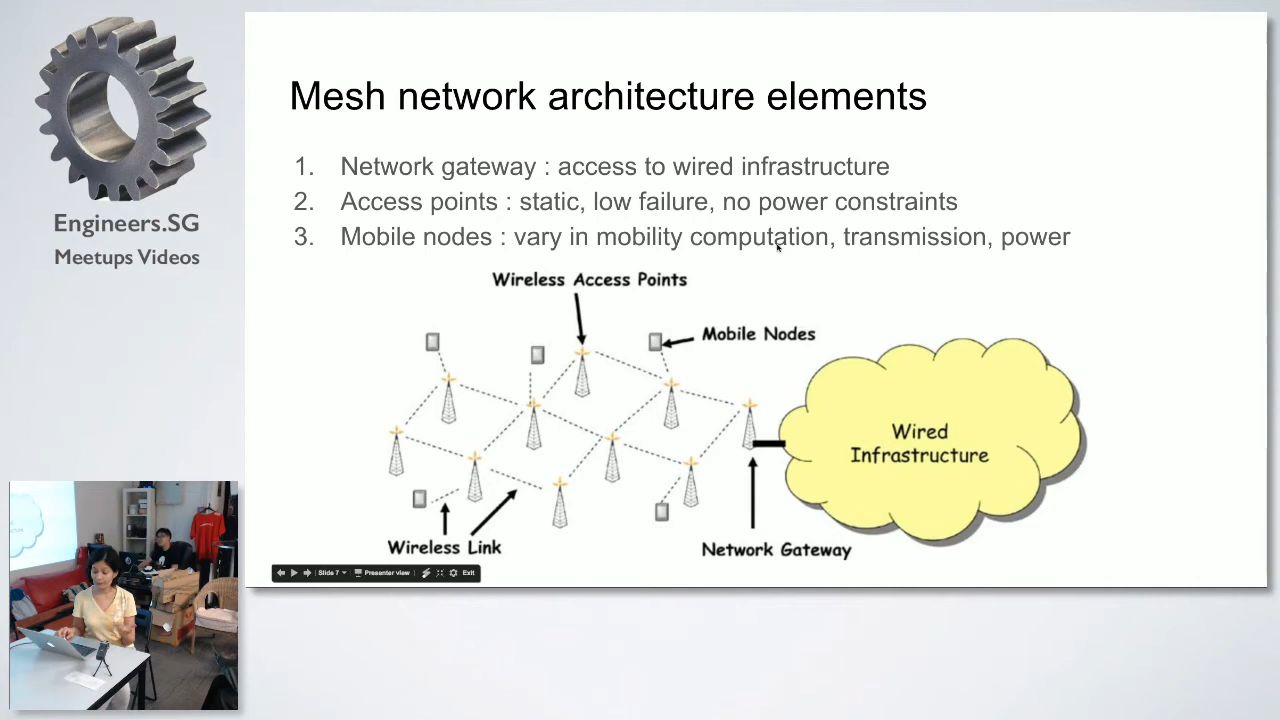 Engineers.SG
Meetups Videos
Mesh network architecture elements
1. Network gateway : access to wired infrastructure
2. Access points : static, low failure, no power constraints
3. Mobile nodes : vary in mobility computation, transmission, power
Wireless Access Points
Mobile Nodes
Wired
Infrastructure
Wireless Link
Network Gateway
Slide 7
Presenter view
Exit